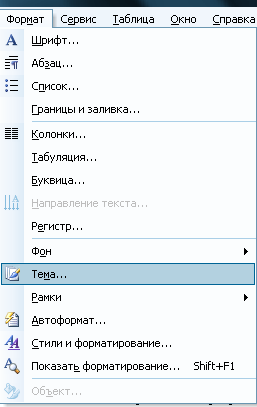 Формат Сервис Таблица Окно Справка
Шрифт...
Абзац...
Список...
Границы и заливка...
Колонки...
Табуляция...
Буквица...
Направление текста...
Регистр...
Фон
Тема...
Рамки
Автоформат...
Стили и форматирование...
Показать форматирование... Shift+F1
Объект...